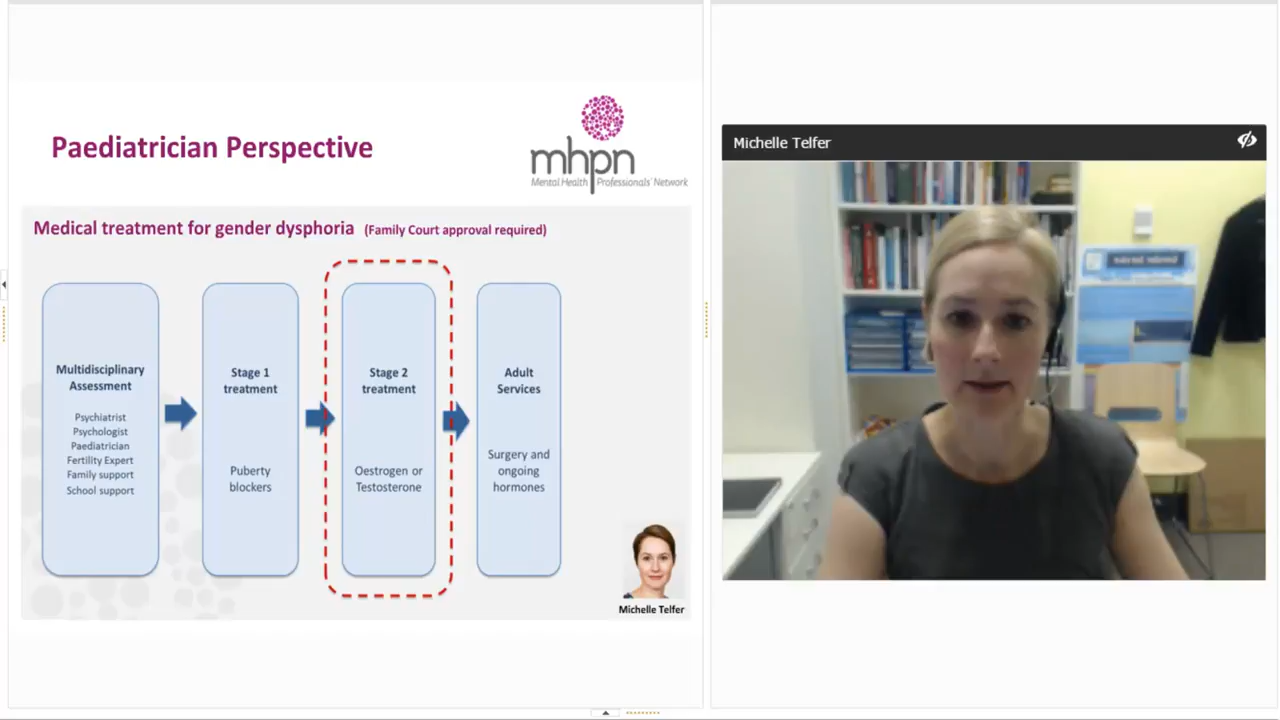 Paediatrician Perspective
mhpn
Mental Health Professionals' Network
Medical treatment for gender dysphoria (Family Court approval required)
Multidisciplinary
Assessment
Psychiatrist
Psychologist
Paediatrician
Fertility Expert
Family support
School support
Stage 1
treatment
Puberty
blockers
Stage 2
treatment
Oestrogen or
Testosterone
Adult
Services
Surgery and
ongoing
hormones
Michelle Telfer
Michelle Telfer